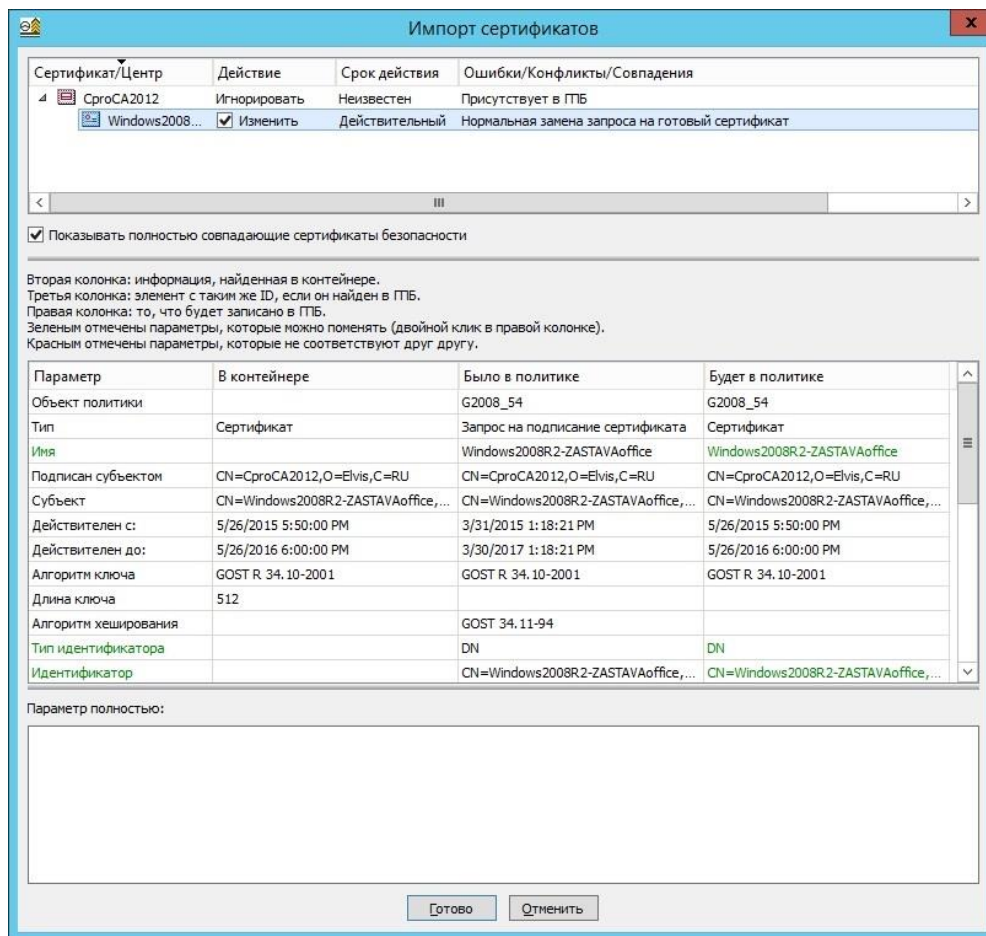 Импорт сертификатов
x
Сертификат/Центр Действие Срок действия Ошибки/Конфликты/Совпадения
CproCA2012 Игнорировать Неизвестен Присутствует в ГПБ
Windows2008... Изменить Действительный Нормальная замена запроса на готовый сертификат
Показывать полностью совпадающие сертификаты безопасности
Вторая колонка: информация, найденная в контейнере.
Третья колонка: элемент с таким же ID, если он найден в ГПБ.
Правая колонка: то, что будет записано в ГПБ.
Зеленым отмечены параметры, которые можно поменять (двойной клик в правой колонке).
Красным отмечены параметры, которые не соответствуют друг другу.
Параметр В контейнере Было в политике Будет в политике
Объект политики G2008_54 G2008_54
Тип Сертификат Запрос на подписание сертификата Сертификат
Имя Windows2008R2-ZASTAVAoffice Windows2008R2-ZASTAVAoffice
Подписан субъектом CN=CproCA2012,O=Elvis,C=RU CN=CproCA2012,O=Elvis,C=RU CN=CproCA2012,O=Elvis,C=RU
Субъект CN=Windows2008R2-ZASTAVAoffice,... CN=Windows2008R2-ZASTAVAoffice,... CN=Windows2008R2-ZASTAVAoffice,...
Действителен с: 5/26/2015 5:50:00 PM 3/31/2015 1:18:21 PM 5/26/2015 5:50:00 PM
Действителен до: 5/26/2016 6:00:00 PM 3/30/2017 1:18:21 PM 5/26/2016 6:00:00 PM
Алгоритм ключа GOST R 34.10-2001 GOST R 34.10-2001 GOST R 34.10-2001
Длина ключа 512
Алгоритм хеширования GOST 34.11-94
Тип идентификатора DN DN
Идентификатор CN=Windows2008R2-ZASTAVAoffice,... CN=Windows2008R2-ZASTAVAoffice,...
Параметр полностью:
Готово Отменить